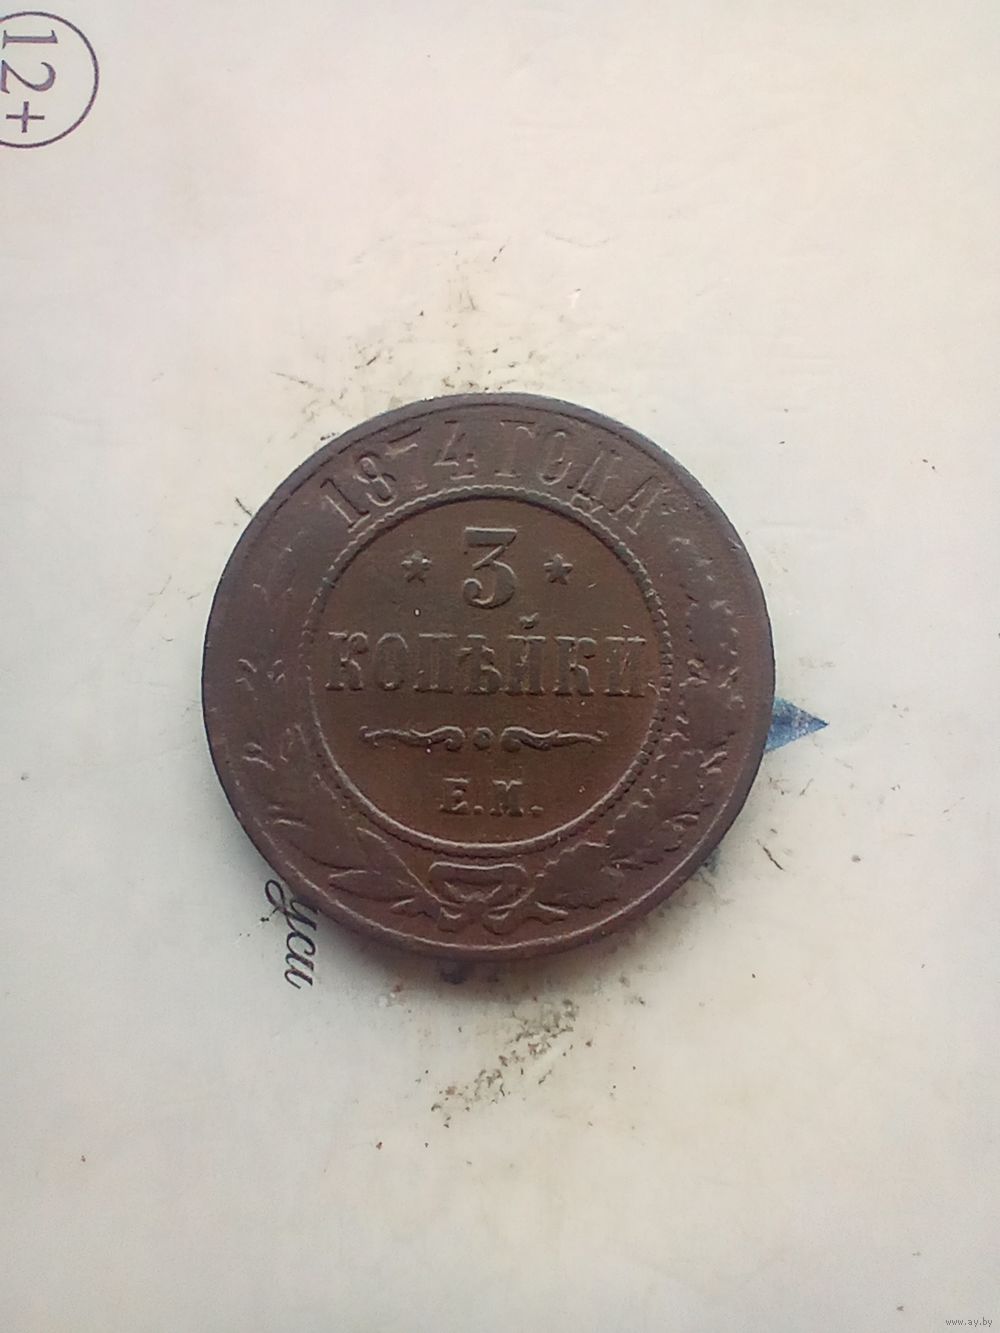 12+
1874 ГОДА
* 3 *
КОПѢЙКИ
Е.М.
уси
www.ay.by